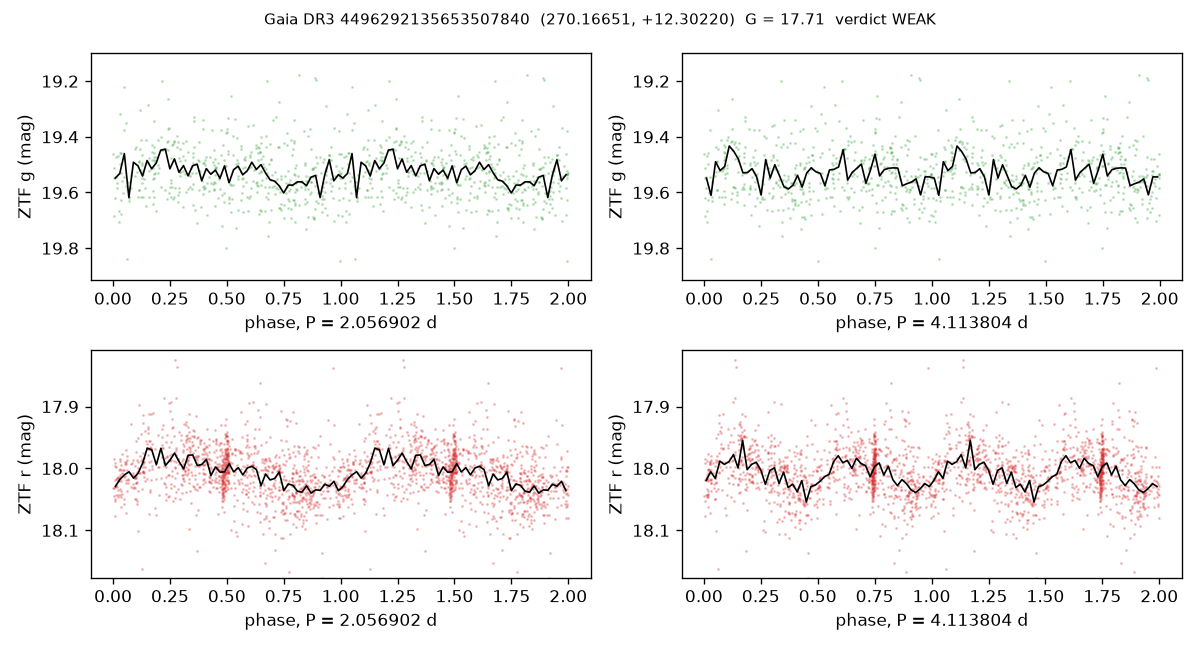 Gaia DR3 4496292135653507840 (270.16651, +12.30220) G = 17.71 verdict WEAK
ZTF g (mag)
19.2
19.4
19.6
19.8
0.00 0.25 0.50 0.75 1.00 1.25 1.50 1.75 2.00
phase, P = 2.056902 d
ZTF g (mag)
19.2
19.4
19.6
19.8
0.00 0.25 0.50 0.75 1.00 1.25 1.50 1.75 2.00
phase, P = 4.113804 d
ZTF r (mag)
17.9
18.0
18.1
0.00 0.25 0.50 0.75 1.00 1.25 1.50 1.75 2.00
phase, P = 2.056902 d
ZTF r (mag)
17.9
18.0
18.1
0.00 0.25 0.50 0.75 1.00 1.25 1.50 1.75 2.00
phase, P = 4.113804 d